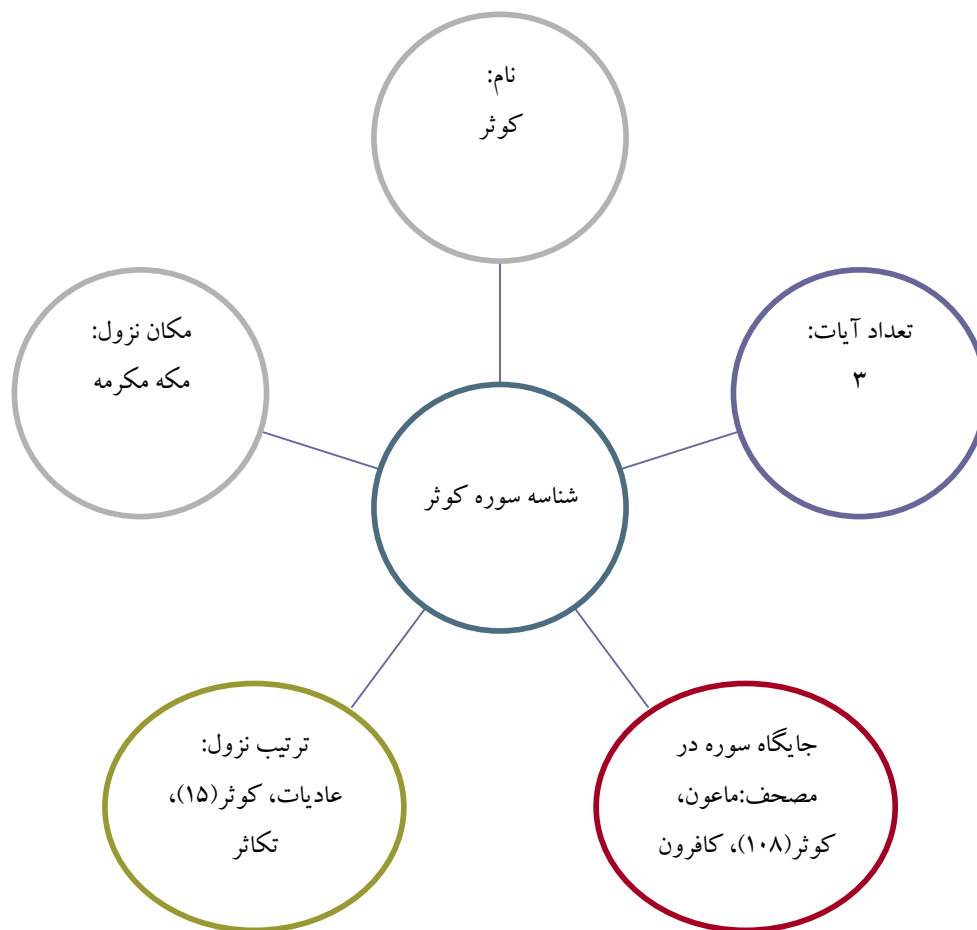 نام:
کوثر
تعداد آیات:
۳
مکان نزول:
مکه مکرمه
شناسه سوره کوثر
جایگاه سوره در
مصحف:ماعون،
کوثر(۱۰۸)، کافرون
ترتیب نزول:
عادیات، کوثر(۱۵)،
تکاثر